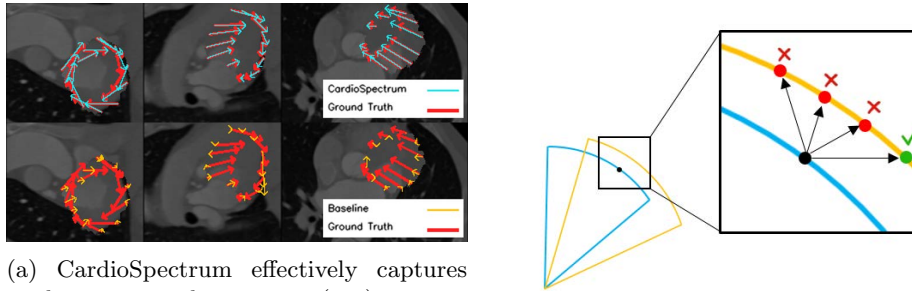 CardioSpectrum
Ground Truth
Baseline
Ground Truth
(a) CardioSpectrum effectively captures